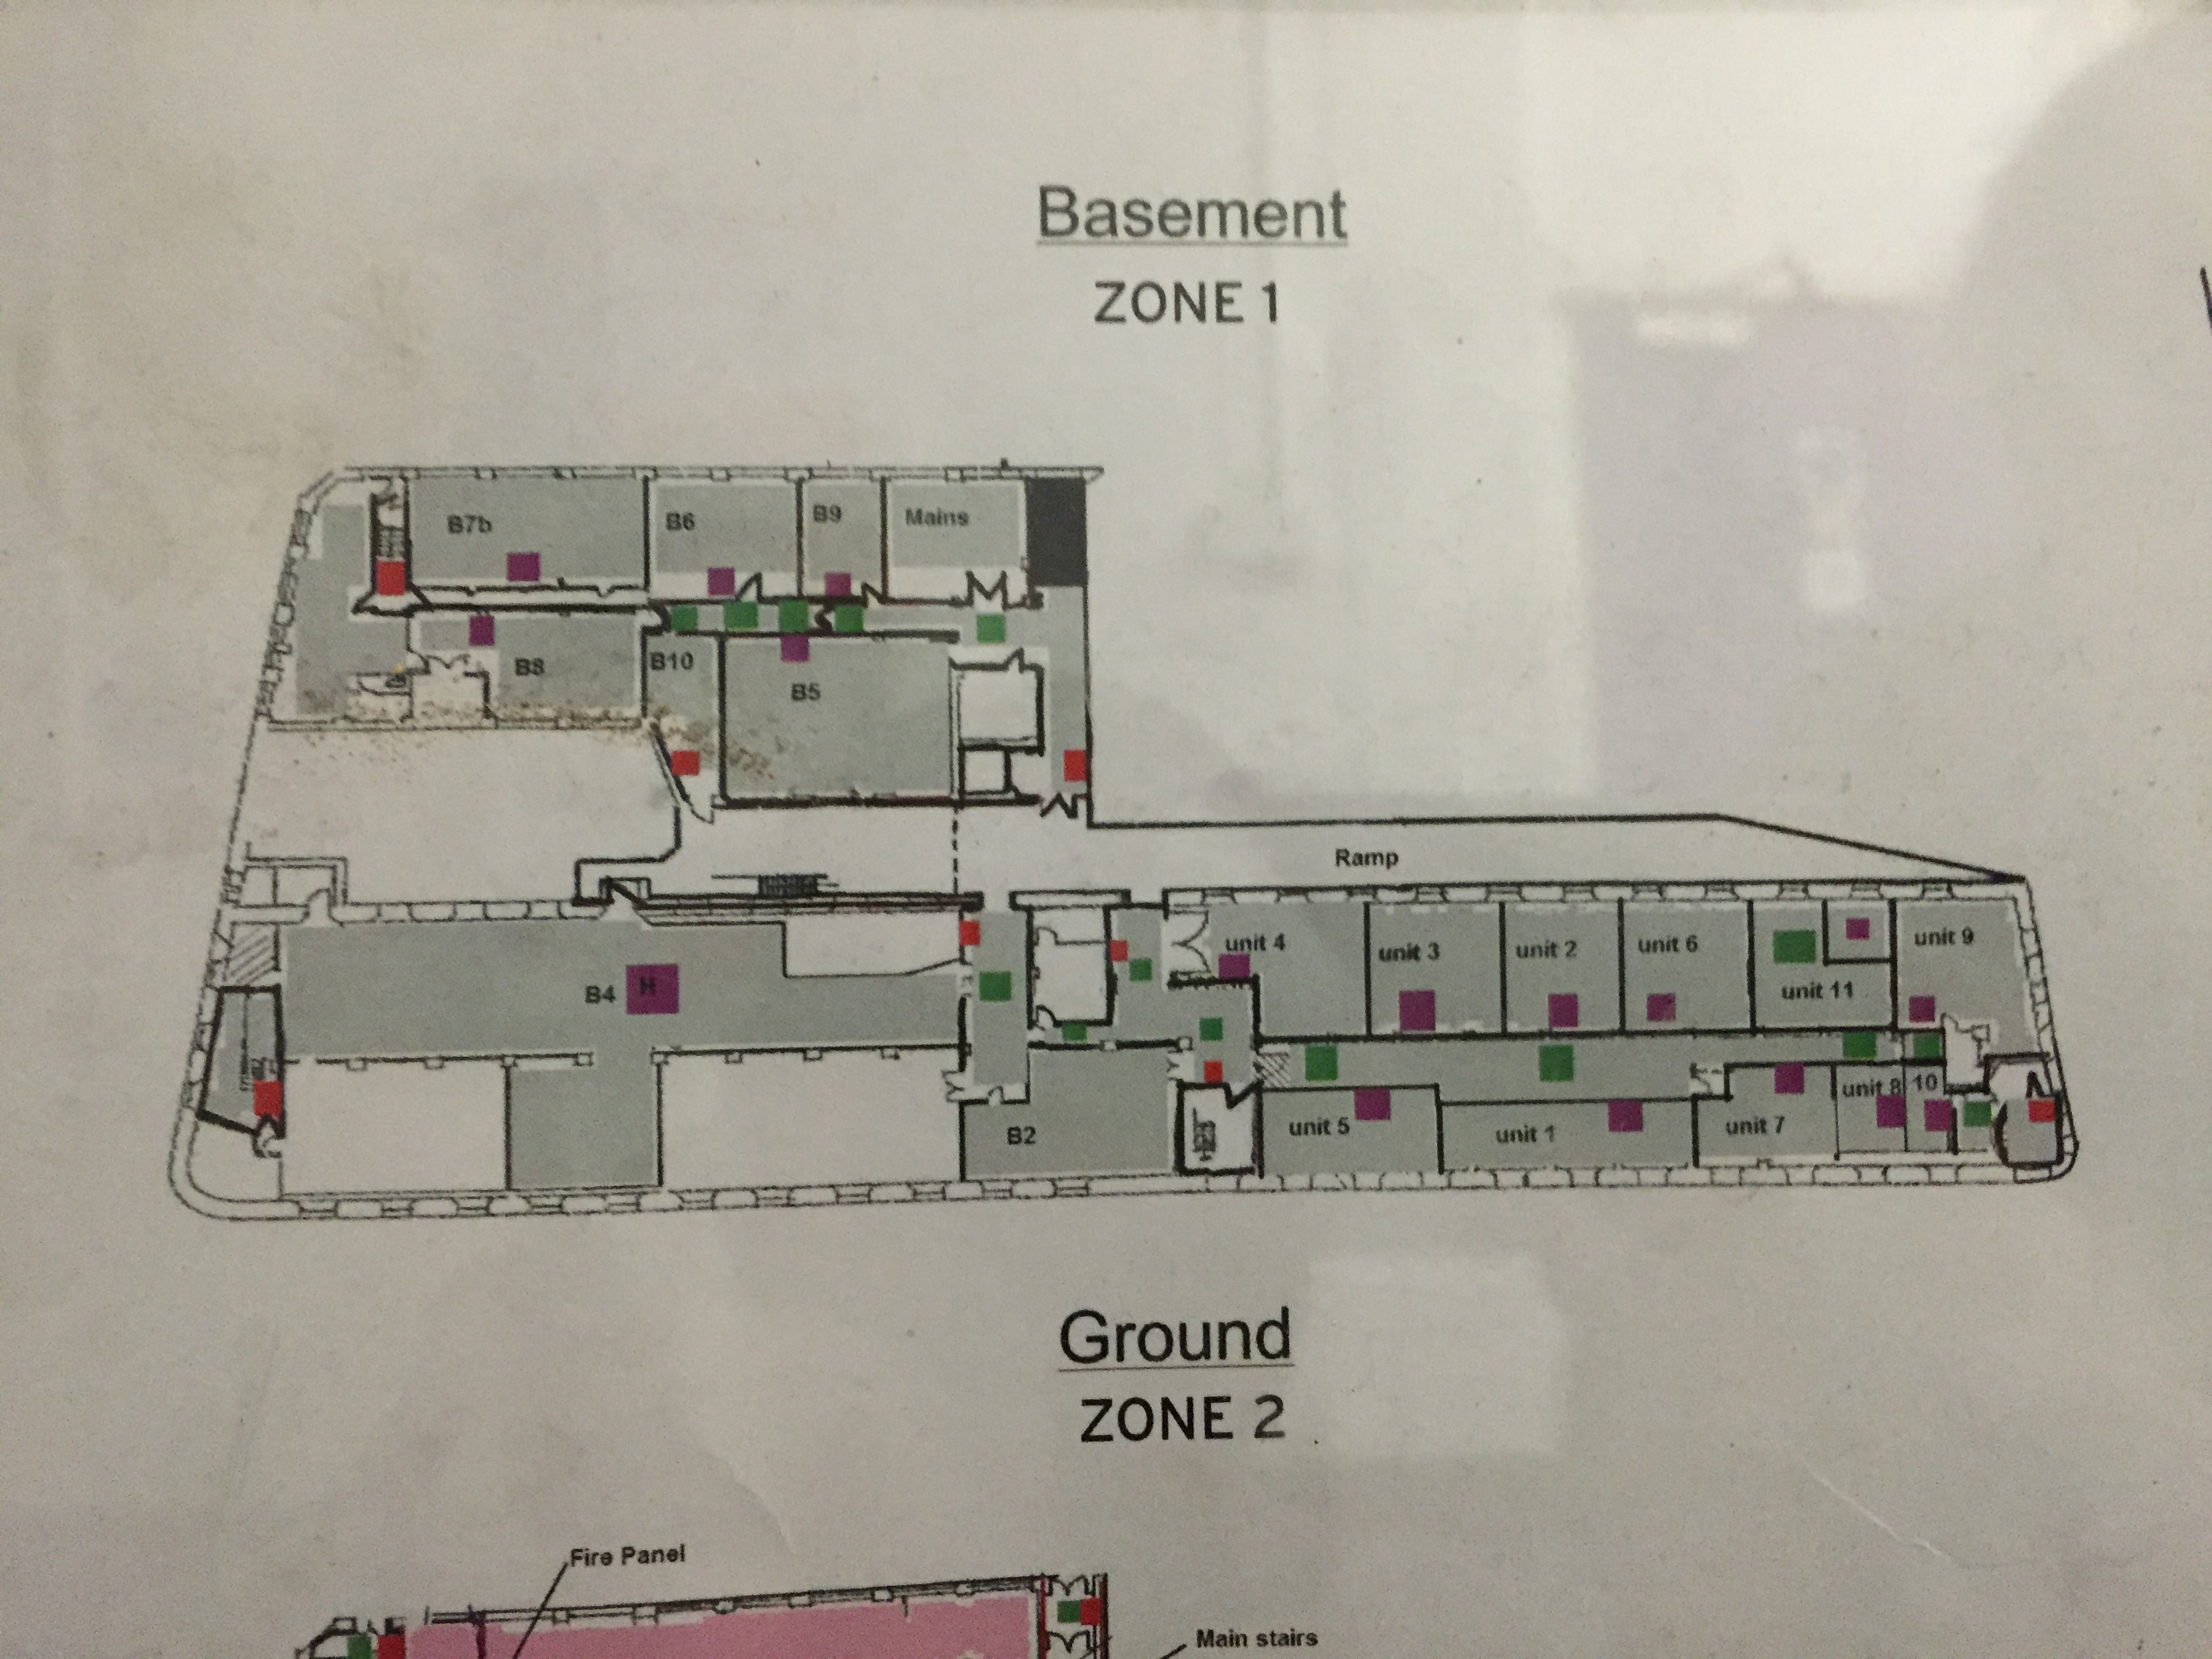 Basement
ZONE 1
B7b
B6
B9
Mains
B8
B10
B5
Ramp
unit 4
unit 3
unit 2
unit 6
unit 11
unit 9
B4 H
B2
unit 5
unit 1
unit 7
unit 8
10
Ground
ZONE 2
Fire Panel
Main stairs